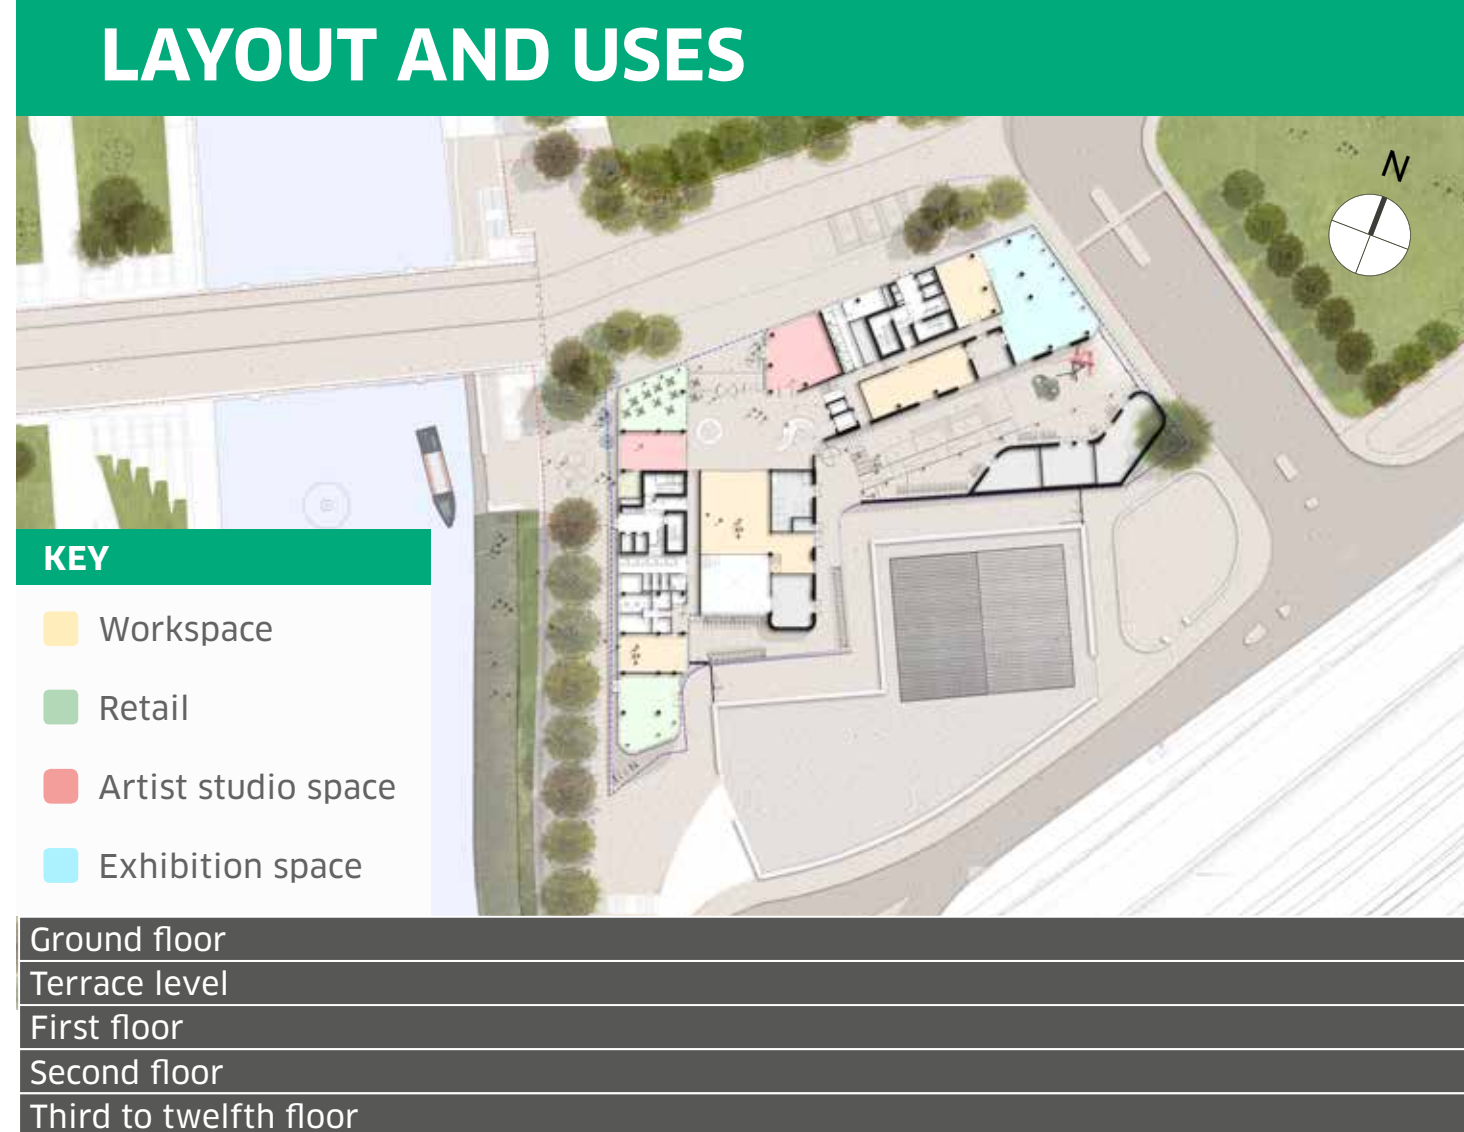 LAYOUT AND USES
N
KEY
Workspace
Retail
Artist studio space
Exhibition space
Ground floor
Terrace level
First floor
Second floor
Third to twelfth floor